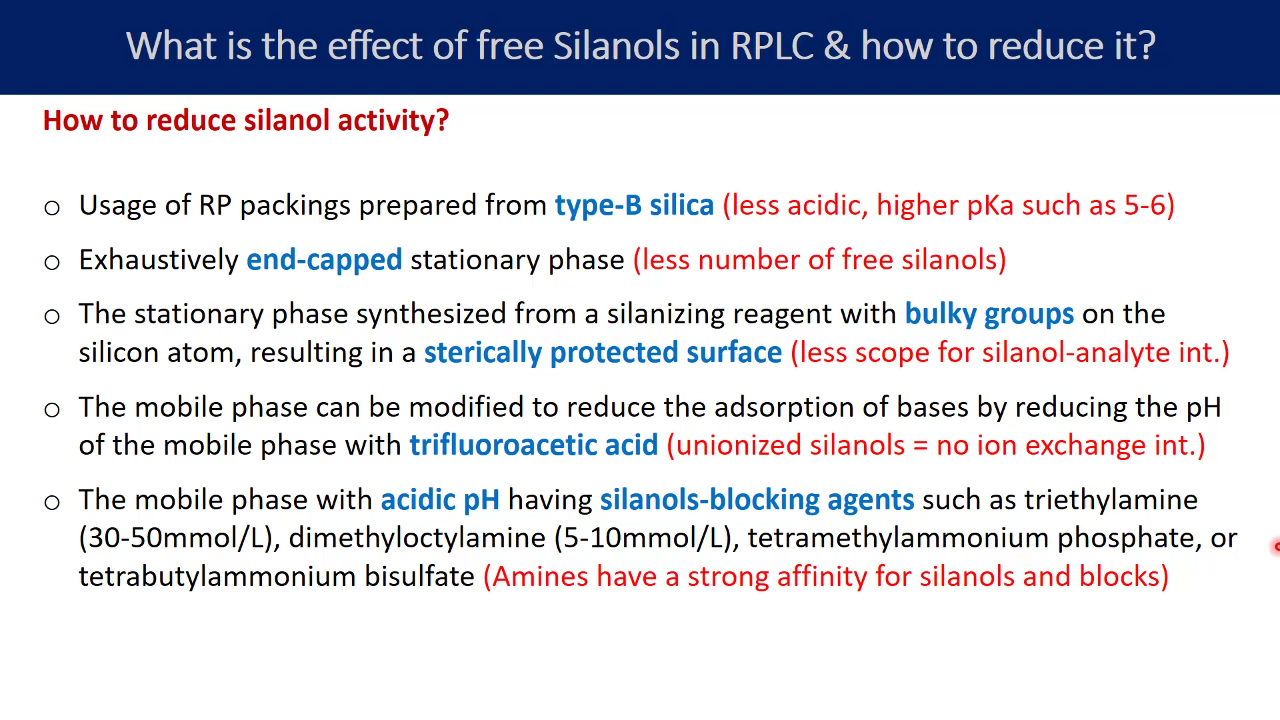 What is the effect of free Silanols in RPLC & how to reduce it?
How to reduce silanol activity?
o Usage of RP packings prepared from type-B silica (less acidic, higher pKa such as 5-6)
o Exhaustively end-capped stationary phase (less number of free silanols)
o The stationary phase synthesized from a silanizing reagent with bulky groups on the
silicon atom, resulting in a sterically protected surface (less scope for silanol-analyte int.)
o The mobile phase can be modified to reduce the adsorption of bases by reducing the pH
of the mobile phase with trifluoroacetic acid (unionized silanols = no ion exchange int.)
o The mobile phase with acidic pH having silanols-blocking agents such as triethylamine
(30-50mmol/L), dimethyloctylamine (5-10mmol/L), tetramethylammonium phosphate, or
tetrabutylammonium bisulfate (Amines have a strong affinity for silanols and blocks)